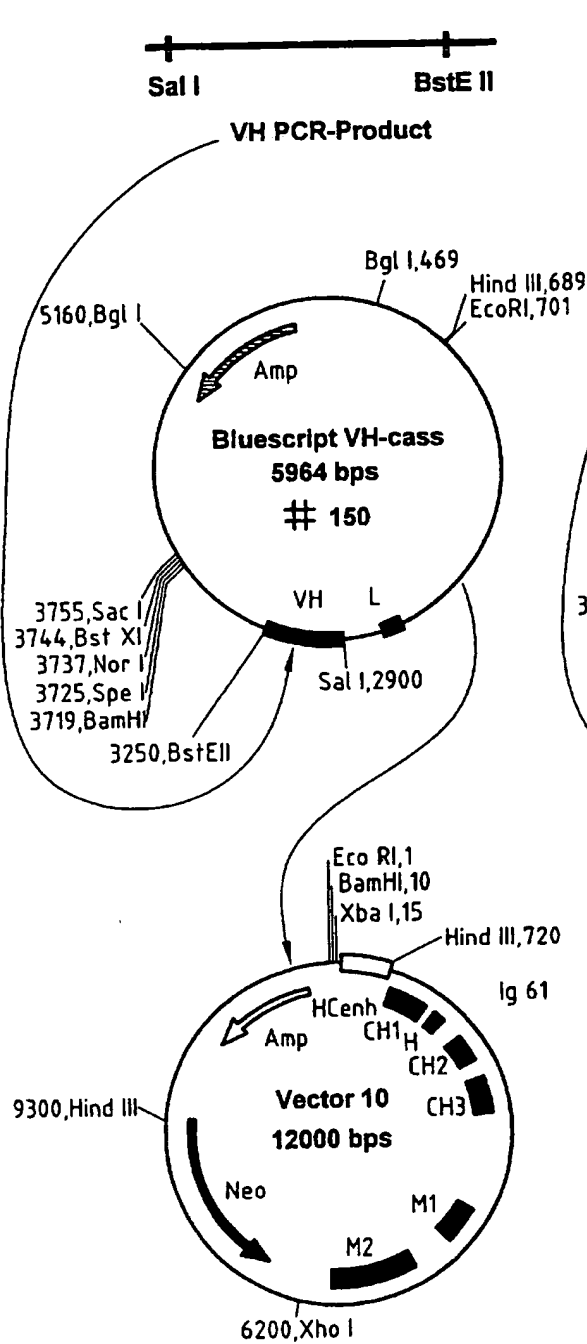 Sal I
BstE II
VH PCR-Product
Bgl I,469
Hind III,689
EcoRI,701
5160,Bgl I
Amp
Bluescript VH-cass
5964 bps
# 150
VH
L
3755,Sac I
3744,Bst XI
3737,Nor I
3725,Spe I
3719,BamHI
Sal I,2900
3250,BstEII
3
Eco RI,1
BamHI,10
Xba I,15
Hind III,720
Ig 61
HCenh
CH1
H
Amp
CH2
CH3
Vector 10
12000 bps
9300,Hind III
Neo
M1
M2
6200,Xho I